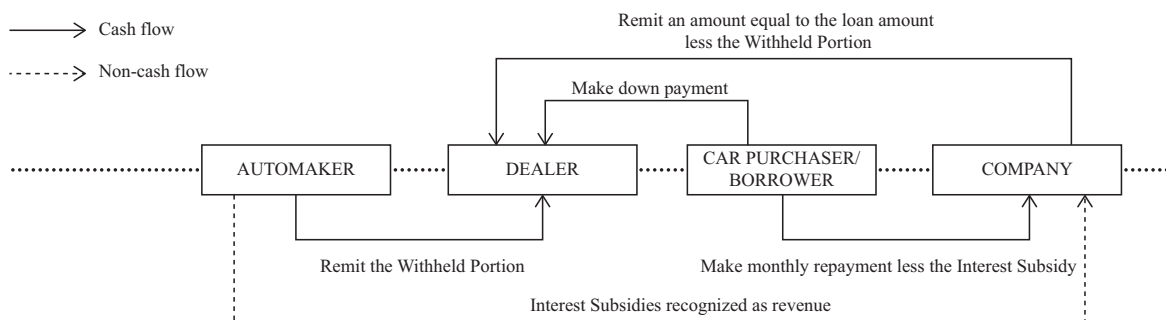 Cash flow
Non-cash flow
Remit an amount equal to the loan amount
less the Withheld Portion
Make down payment
AUTOMAKER
DEALER
CAR PURCHASER/
BORROWER
COMPANY
Remit the Withheld Portion
Make monthly repayment less the Interest Subsidy
Interest Subsidies recognized as revenue